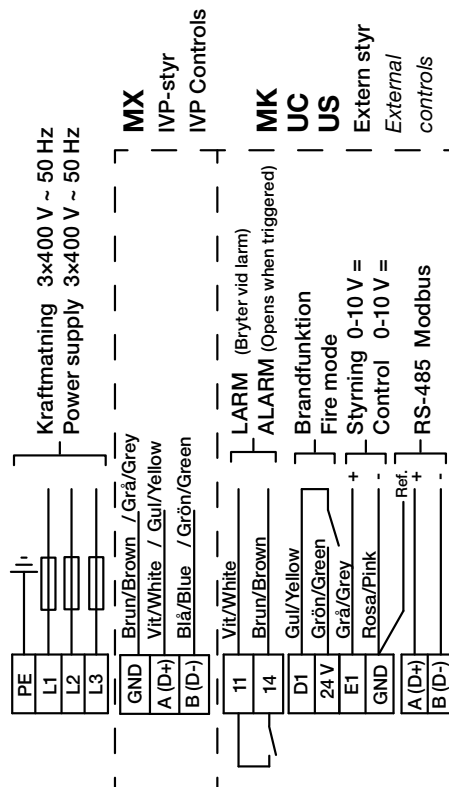 PE
L1
L2
L3
Kraftmatning 3x400 V ~ 50 Hz
Power supply 3x400 V ~ 50 Hz
GND
A (D+)
B (D-)
Brun/Brown / Grå/Grey
Vit/White / Gul/Yellow
Blå/Blue / Grön/Green
MX
IVP-styr
IVP Controls
11
14
Vit/White
Brun/Brown
LARM (Bryter vid larm)
ALARM (Opens when triggered)
D1
24 V
E1
GND
Gul/Yellow
Grön/Green
Grå/Grey
Rosa/Pink
Brandfunktion
Fire mode
+
-
Styrning 0-10 V =
Control 0-10 V =
Ref.
A (D+)
B (D-)
+
-
RS-485 Modbus
MK
UC
US
Extern styr
External
controls